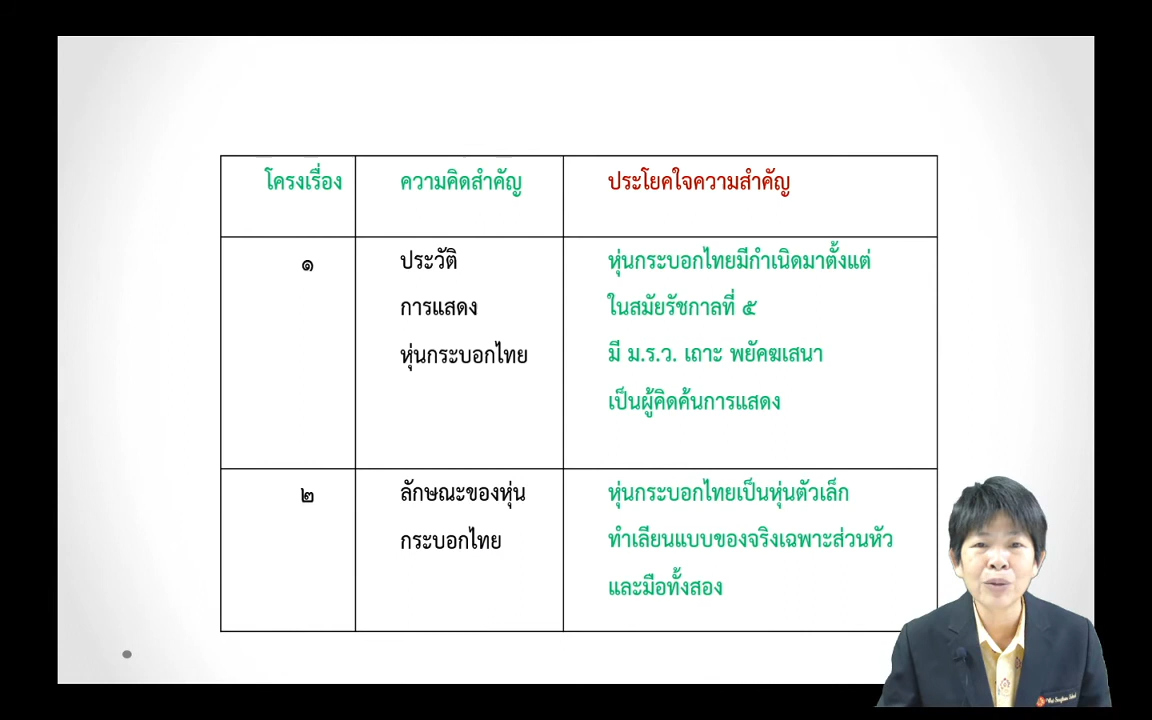 โครงเรื่อง
ความคิดสำคัญ
ประโยคใจความสำคัญ
๑
ประวัติ
การแสดง
หุ่นกระบอกไทย
หุ่นกระบอกไทยมีกำเนิดมาตั้งแต่
ในสมัยรัชกาลที่ ๕
มี ม.ร.ว. เถาะ พยัคฆเสนา
เป็นผู้คิดค้นการแสดง
๒
ลักษณะของหุ่น
กระบอกไทย
หุ่นกระบอกไทยเป็นหุ่นตัวเล็ก
ทำเลียนแบบของจริงเฉพาะส่วนหัว
และมือทั้งสอง